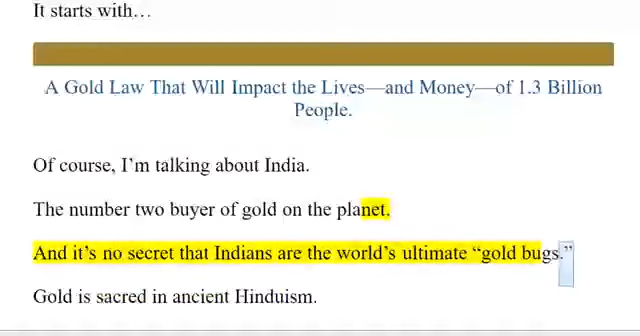 It starts with…
A Gold Law That Will Impact the Lives—and Money—of 1.3 Billion
People.
Of course, I’m talking about India.
The number two buyer of gold on the planet.
And it’s no secret that Indians are the world’s ultimate “gold bugs.”
Gold is sacred in ancient Hinduism.